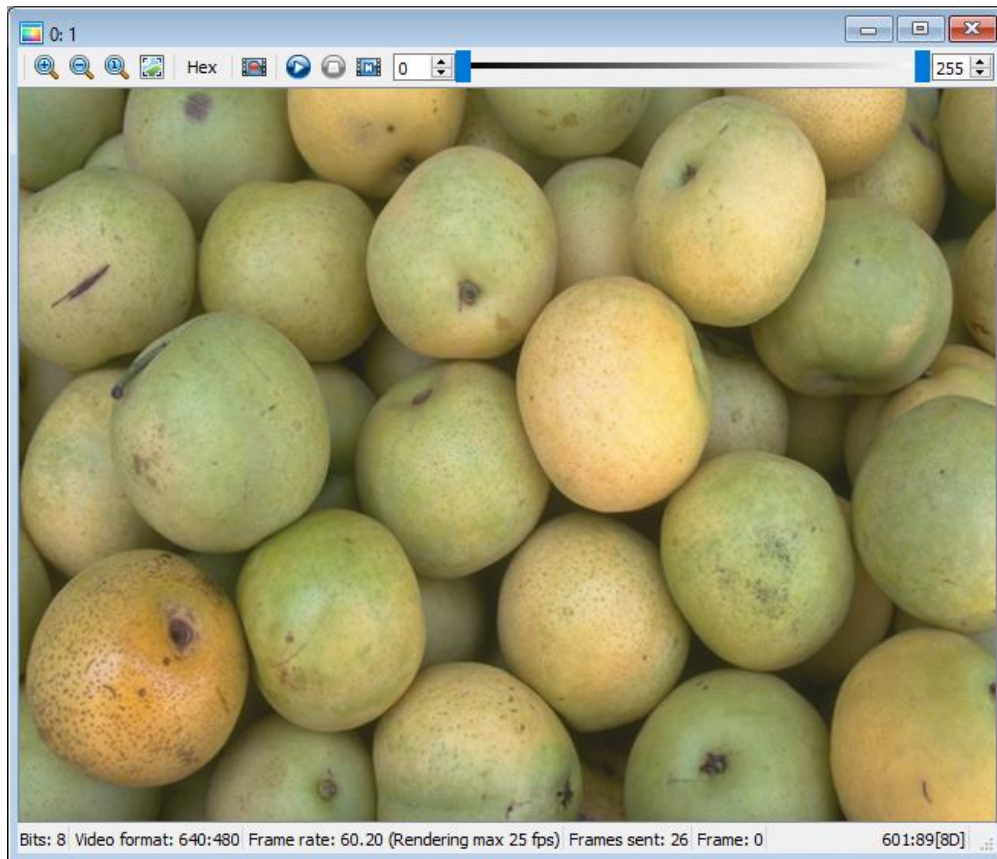 0: 1
Hex 0 255
Bits: 8 Video format: 640:480 Frame rate: 60.20 (Rendering max 25 fps) Frames sent: 26 Frame: 0 601:89[8D]